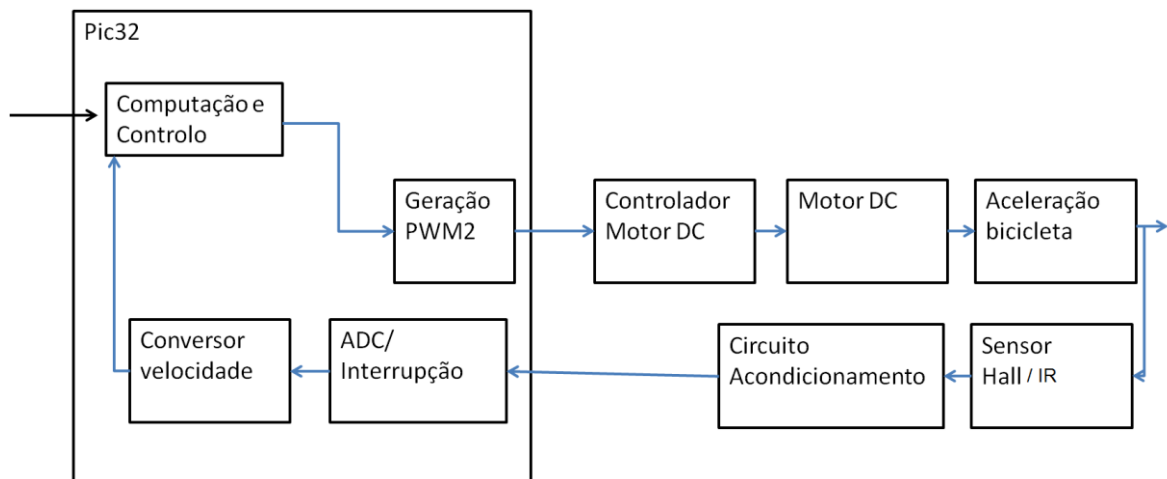 Pic32
Computação e
Controlo
Geração
PWM2
Controlador
Motor DC
Motor DC
Aceleração
bicicleta
Conversor
velocidade
ADC/
Interrupção
Circuito
Acondicionamento
Sensor
Hall / IR